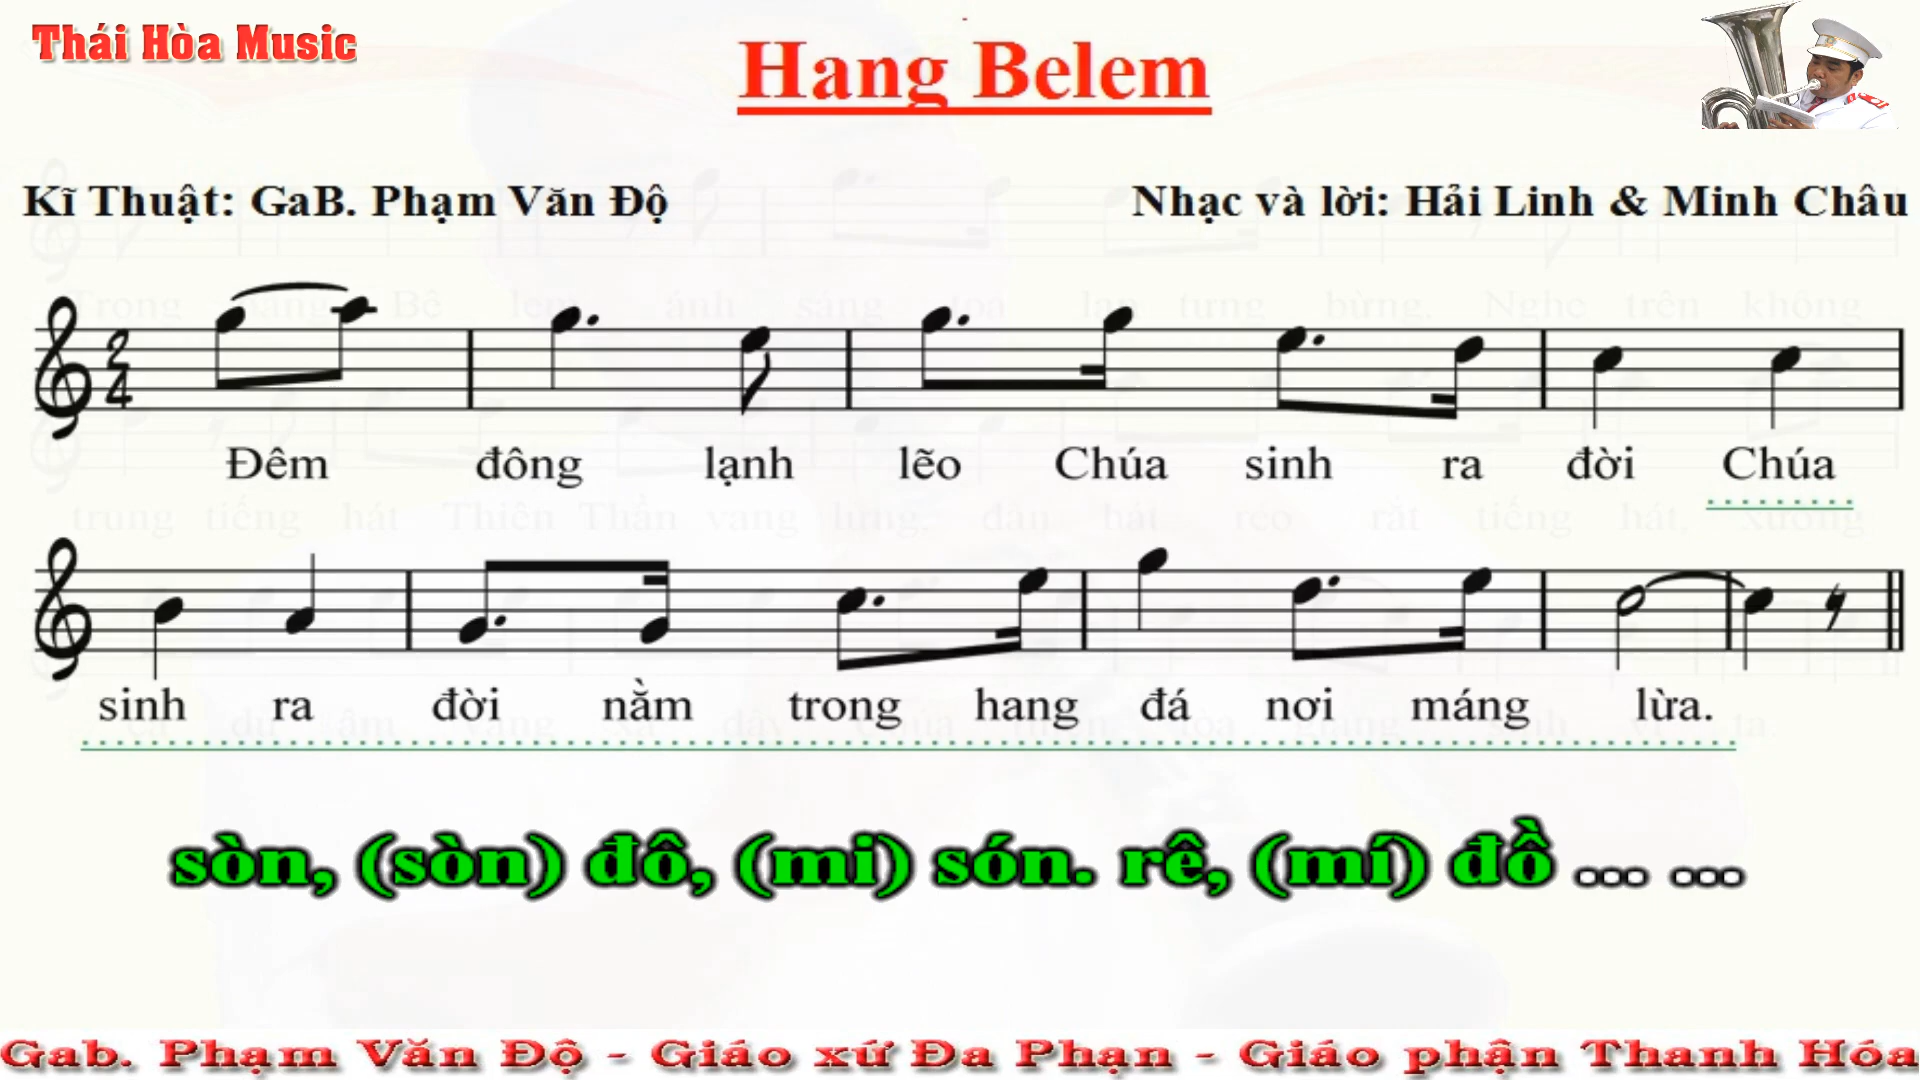 Thái Hòa Music
Hang Belem
Kĩ Thuật: GaB. Phạm Văn Độ
Nhạc và lời: Hải Linh & Minh Châu
Đêm đông lạnh lẽo Chúa sinh ra đời Chúa
sinh ra đời nằm trong hang đá nơi máng lừa.
sòn, (sòn) đô, (mi) són. rê, (mí) đồ ... ...
Gab. Phạm Văn Độ - Giáo xứ Đa Phạn - Giáo phận Thanh Hóa